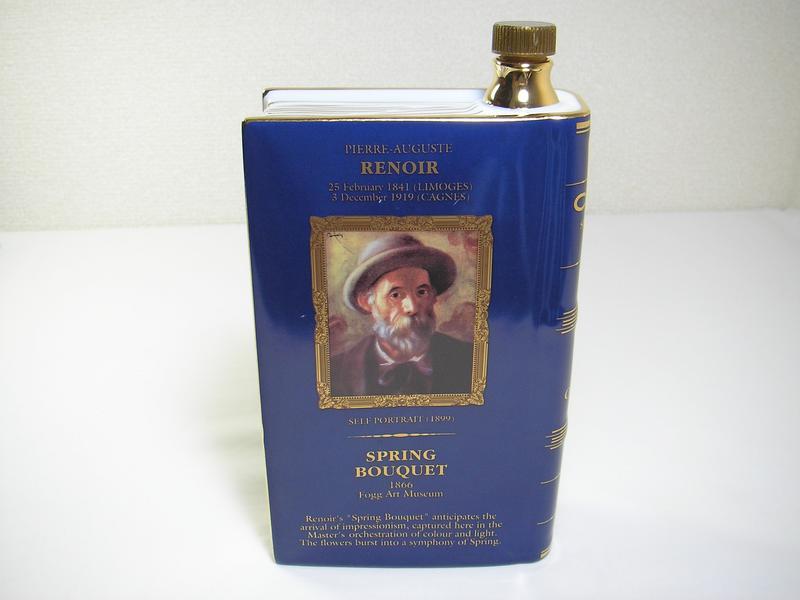 PIERRE-AUGUSTE
RENOIR
25 February 1841 (LIMOGES)
3 December 1919 (CAGNES)
SELF PORTRAIT (1899)
SPRING
BOUQUET
1866
Fogg Art Museum
Renoir's "Spring Bouquet" anticipates the
arrival of impressionism, captured here in the
Master's orchestration of colour and light.
The flowers burst into a symphony of Spring.